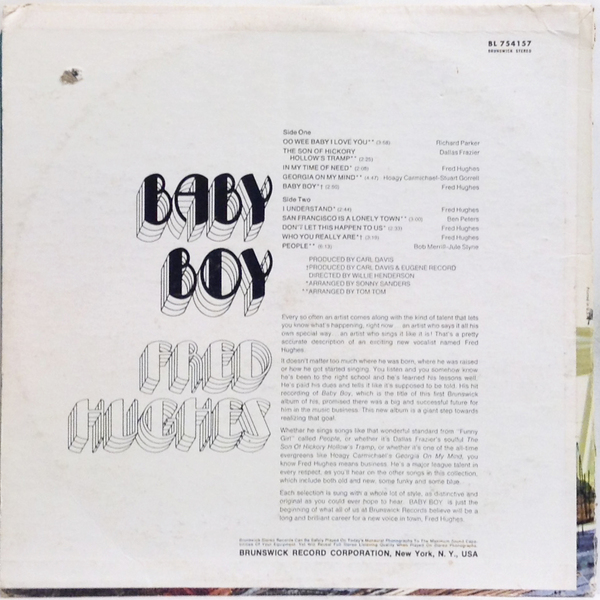 BL 754157
BRUNSWICK STEREO
Side One
OO WEE BABY I LOVE YOU** (3:58) Richard Parker
THE SON OF HICKORY Dallas Frazier
HOLLOW'S TRAMP** (3:25)
IN MY TIME OF NEED* (2:08) Fred Hughes
GEORGIA ON MY MIND** (4:47) Hoagy Carmichael-Stuart Gorrell
BABY BOY*† (2:50) Fred Hughes
Side Two
I UNDERSTAND* (2:44) Fred Hughes
SAN FRANCISCO IS A LONELY TOWN** Ben Peters
DON'T LET THIS HAPPEN TO US* (2:33) Fred Hughes
WHO YOU REALLY ARE*† (3:19) Fred Hughes
PEOPLE** (6:13) Bob Merrill-Jule Styne
PRODUCED BY CARL DAVIS
†PRODUCED BY CARL DAVIS & EUGENE RECORD
DIRECTED BY WILLIE HENDERSON
*ARRANGED BY SONNY SANDERS
**ARRANGED BY TOM TOM
BABY
BOY
FRED
HUGHES
Every so often an artist comes along with the kind of talent that lets
you know what's happening, right now . . . an artist who says it all his
own special way . . . an artist who sings it like it is! That's a pretty
accurate description of an exciting new vocalist named Fred
Hughes.
It doesn't matter too much where he was born, where he was raised
or how he got started singing. You listen and you somehow know
he's been to the right school and he's learned his lessons well.
He's paid his dues and tells it like it's supposed to be told. His hit
recording of Baby Boy, which is the title of this first Brunswick
album of his, promised there was a big and successful future for
him in the music business. This new album is a giant step towards
realizing that goal.
Whether he sings songs like that wonderful standard from "Funny
Girl" called People, or whether it's Dallas Frazier's soulful The
Son Of Hickory Hollow's Tramp, or whether it's one of the all-time
evergreens like Hoagy Carmichael's Georgia On My Mind, you
know Fred Hughes means business. He's a major league talent in
every respect, as you'll hear on the other songs in this collection,
which include both old and new, some funky and some blue.
Each selection is sung with a whole lot of style, as distinctive and
original as you could ever hope to hear. BABY BOY is just the
beginning of what all of us at Brunswick Records believe will be a
long and brilliant career for a new voice in town, Fred Hughes.
Brunswick Stereo Records Can Be Safely Played On Today's Monaural Phonographs
BRUNSWICK RECORD CORPORATION, New York, N. Y., USA